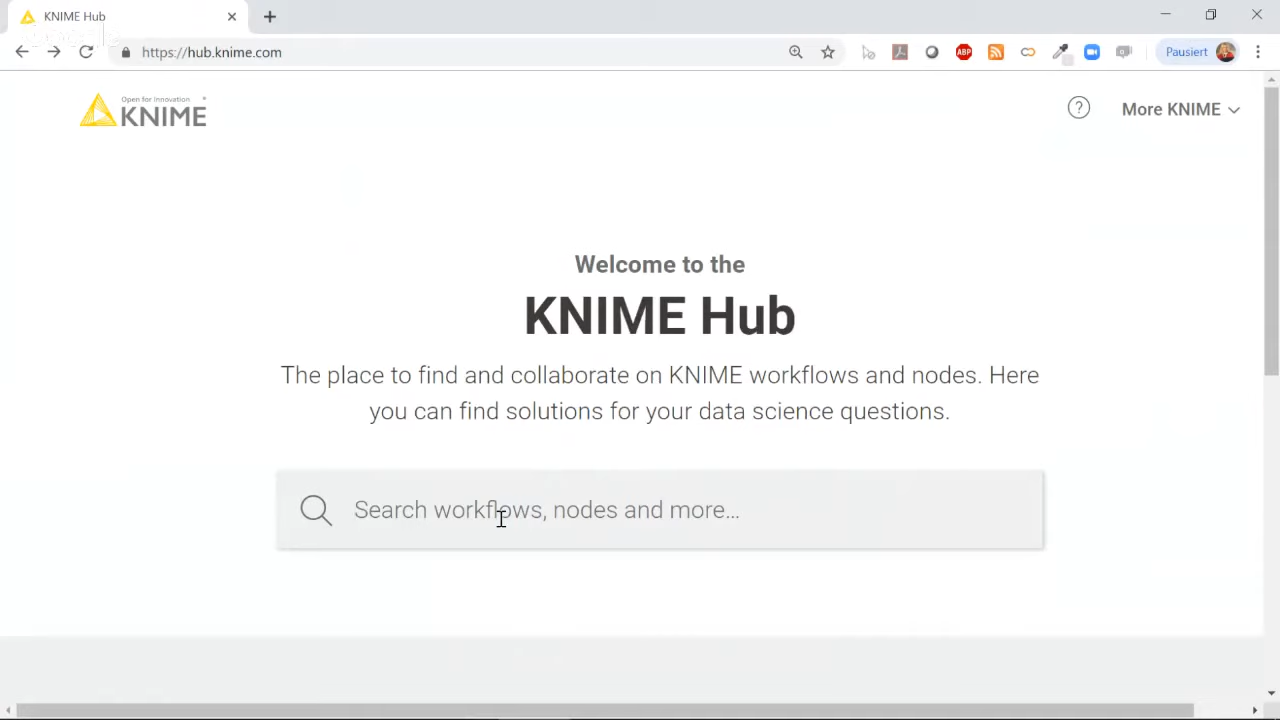 KNIME Hub
https://hub.knime.com
ABP
Pausiert
Open for Innovation
KNIME
?
More KNIME
Welcome to the
KNIME Hub
The place to find and collaborate on KNIME workflows and nodes. Here
you can find solutions for your data science questions.
Search workflows, nodes and more...